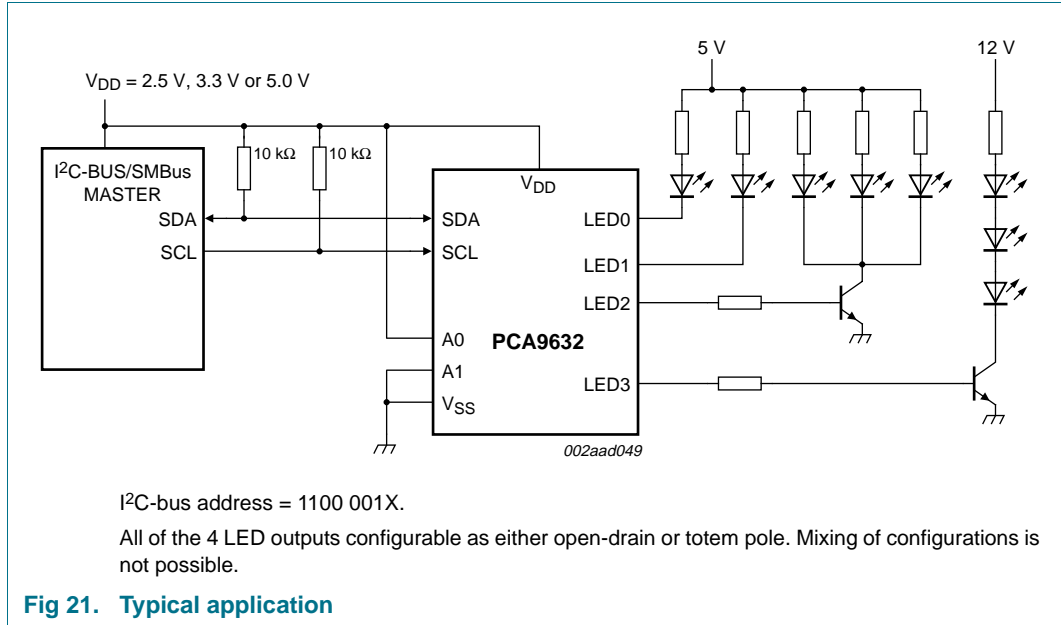 5 V
12 V
VDD = 2.5 V, 3.3 V or 5.0 V
10 kΩ
10 kΩ
I2C-BUS/SMBus
MASTER
SDA
SCL
VDD
SDA
SCL
A0
A1
VSS
PCA9632
LED0
LED1
LED2
LED3
002aad049
I2C-bus address = 1100 001X.
All of the 4 LED outputs configurable as either open-drain or totem pole. Mixing of configurations is
not possible.
Fig 21. Typical application